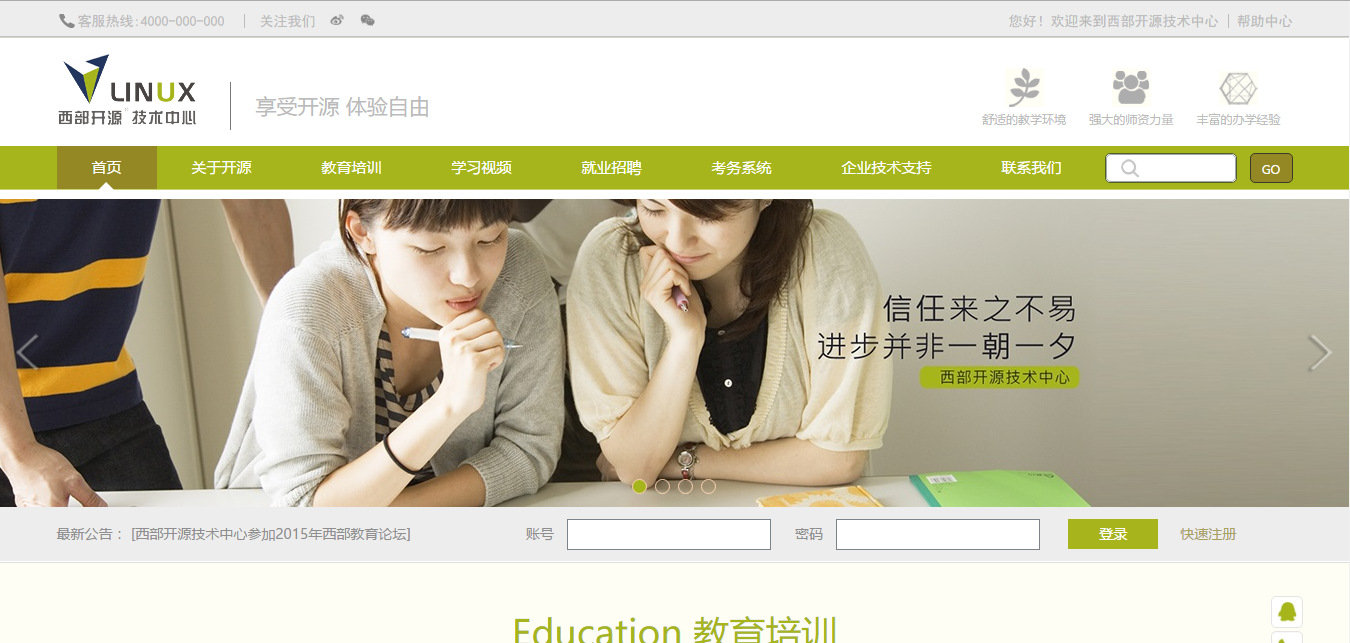 客服热线:4000-000-000 | 关注我们
您好！欢迎来到西部开源技术中心 | 帮助中心
LINUX
西部开源 技术中心
享受开源 体验自由
舒适的教学环境 强大的师资力量 丰富的办学经验
首页 关于开源 教育培训 学习视频 就业招聘 考务系统 企业技术支持 联系我们 GO
信任来之不易
进步并非一朝一夕
西部开源技术中心
最新公告： [西部开源技术中心参加2015年西部教育论坛] 账号 密码 登录 快速注册
Education 教育培训